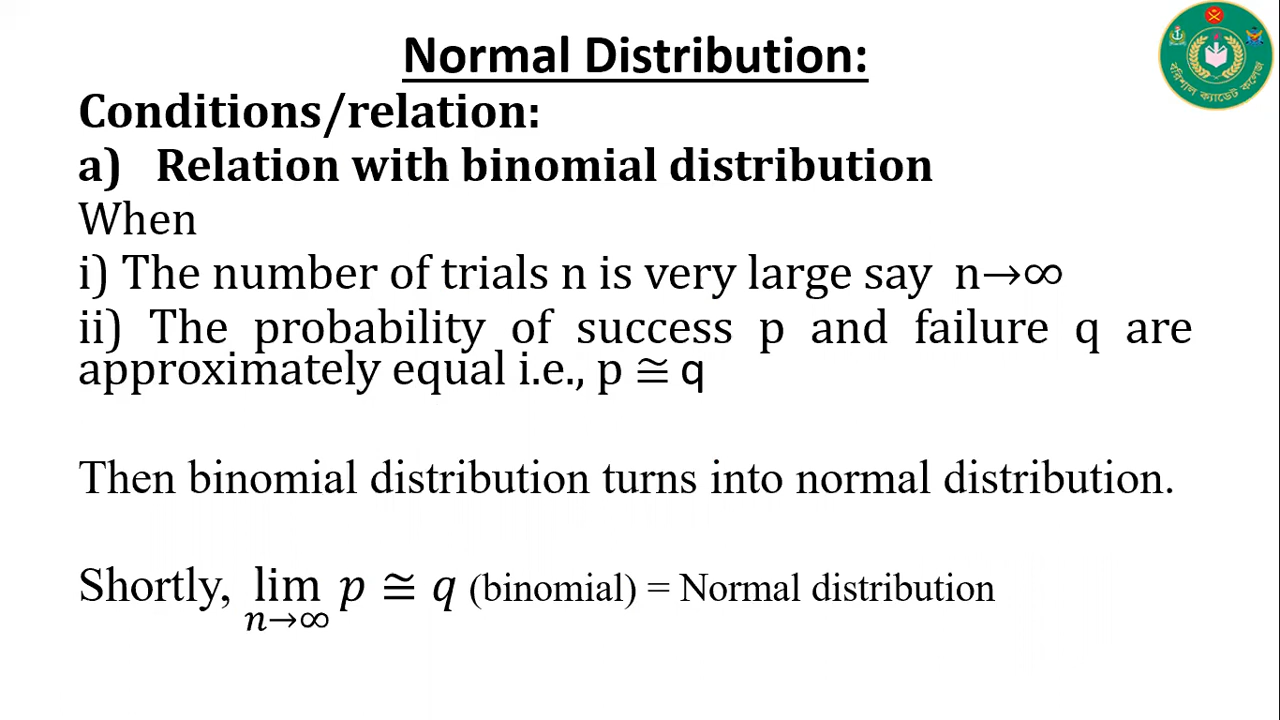 Normal Distribution:
Conditions/relation:
a) Relation with binomial distribution
When
i) The number of trials n is very large say n→∞
ii) The probability of success p and failure q are
approximately equal i.e., p ≅ q
Then binomial distribution turns into normal distribution.
Shortly, lim n→∞ p ≅ q (binomial) = Normal distribution
বরিশাল ক্যাডেট কলেজ